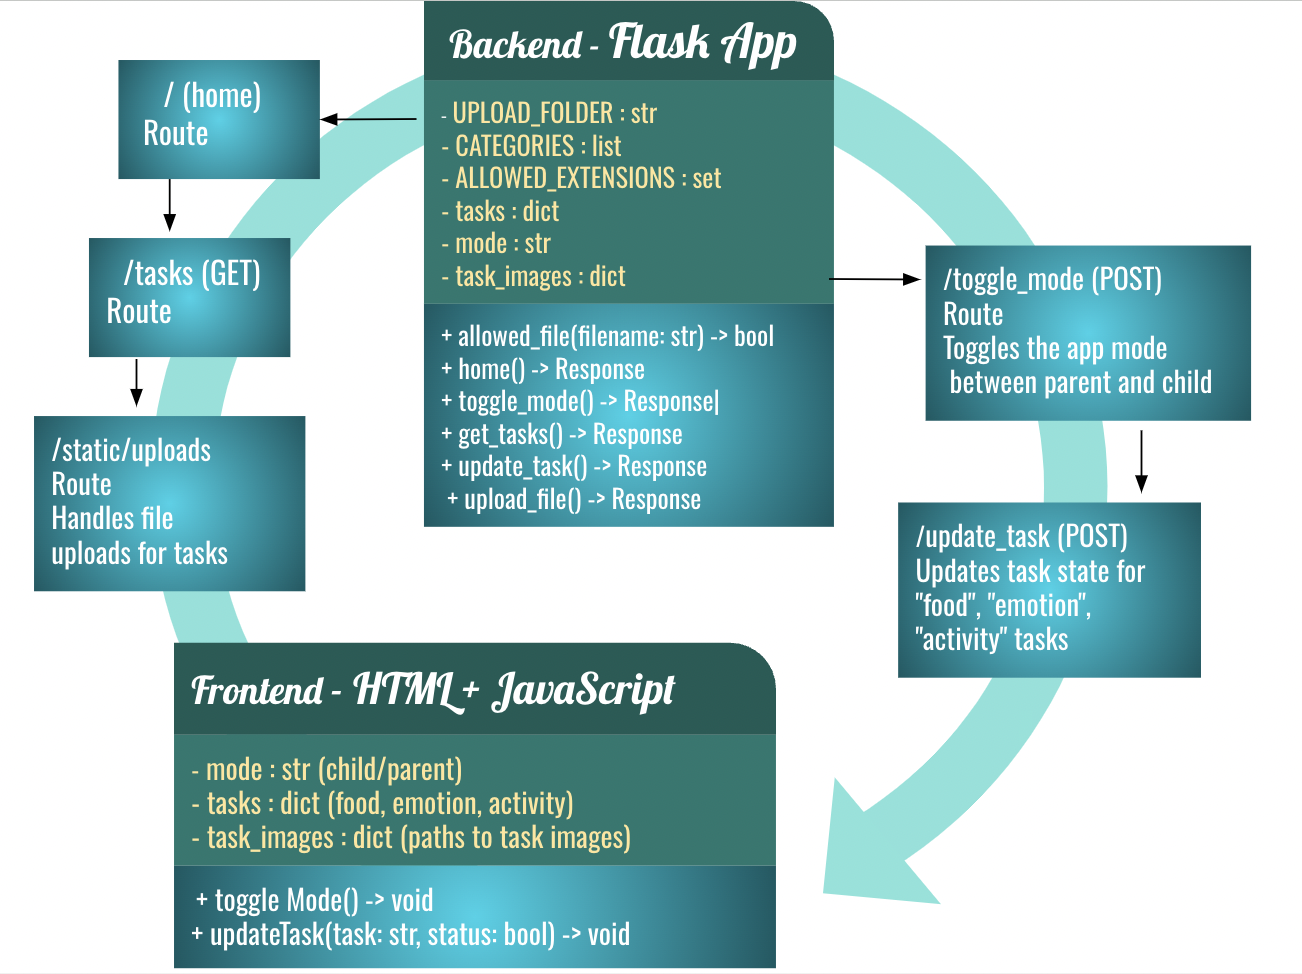 Backend - Flask App
- UPLOAD_FOLDER : str
- CATEGORIES : list
- ALLOWED_EXTENSIONS : set
- tasks : dict
- mode : str
- task_images : dict
+ allowed_file(filename: str) -> bool
+ home() -> Response
+ toggle_mode() -> Response|
+ get_tasks() -> Response
+ update_task() -> Response
+ upload_file() -> Response
/ (home)
Route
/tasks (GET)
Route
/static/uploads
Route
Handles file
uploads for tasks
/toggle_mode (POST)
Route
Toggles the app mode
between parent and child
/update_task (POST)
Updates task state for
"food", "emotion",
"activity" tasks
Frontend - HTML + JavaScript
- mode : str (child/parent)
- tasks : dict (food, emotion, activity)
- task_images : dict (paths to task images)
+ toggle Mode() -> void
+ updateTask(task: str, status: bool) -> void